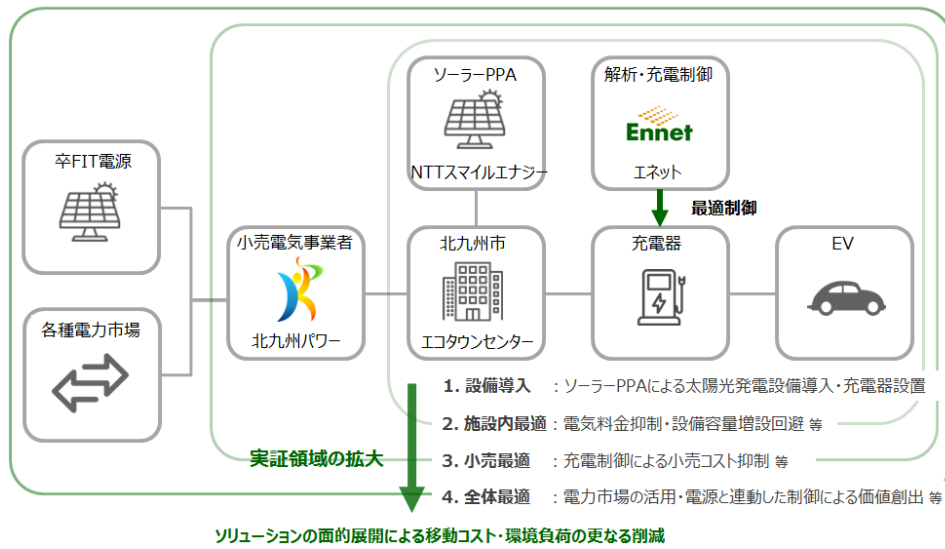 ソーラーPPA
NTTスマイルエナジー
解析・充電制御
Ennet
エネット
最適制御
卒FIT電源
各種電力市場
小売電気事業者
北九州パワー
北九州市
エコタウンセンター
充電器
EV
1. 設備導入 ：ソーラーPPAによる太陽光発電設備導入・充電器設置
2. 施設内最適：電気料金抑制・設備容量増設回避 等
3. 小売最適 ：充電制御による小売コスト抑制 等
4. 全体最適 ：電力市場の活用・電源と連動した制御による価値創出 等
実証領域の拡大
ソリューションの面的展開による移動コスト・環境負荷の更なる削減